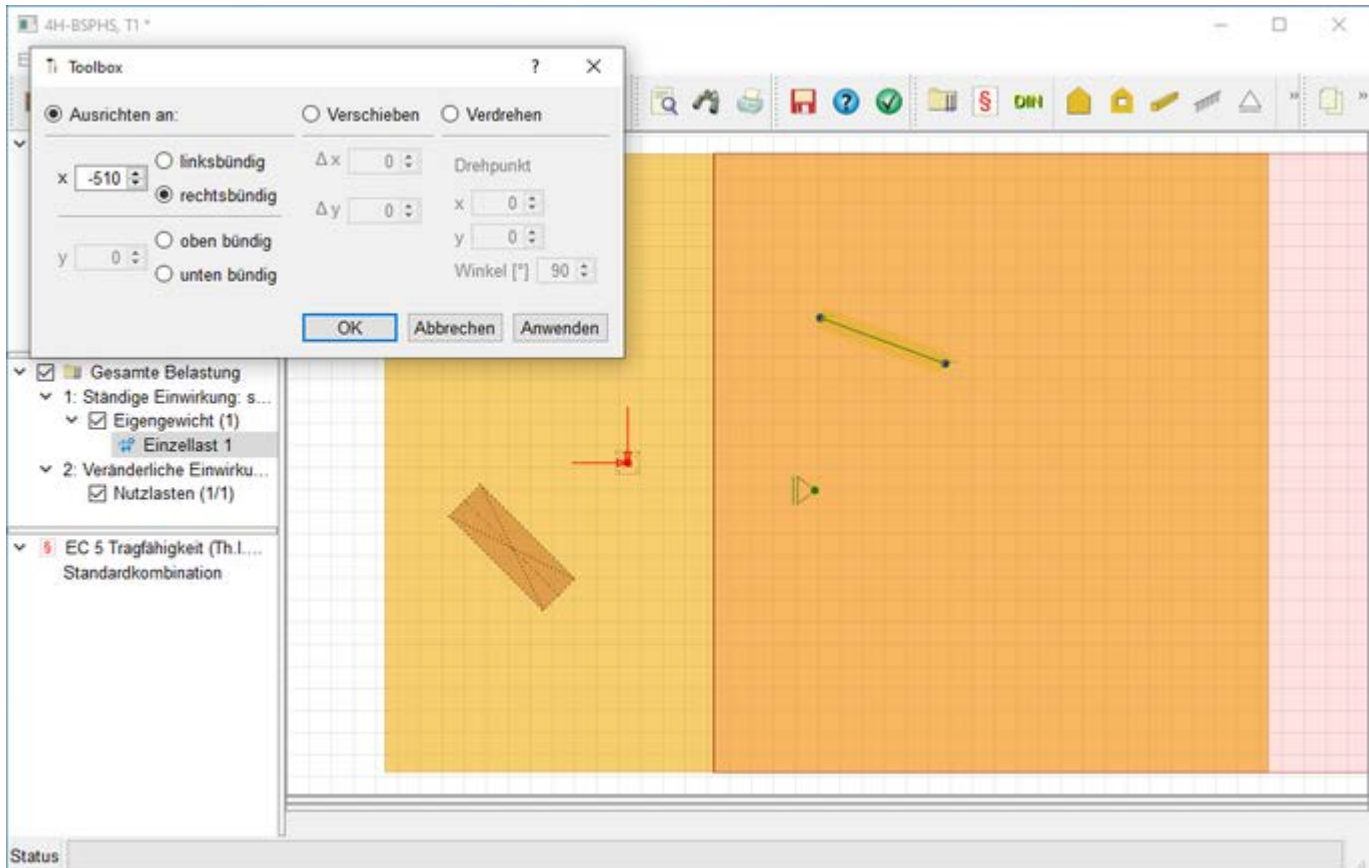 4H-BSPHS, T1 *
Toolbox ? ×
Ausrichten an:
Verschieben
Verdrehen
x -510
linksbündig
rechtsbündig
y 0
oben bündig
unten bündig
Δ x 0
Δ y 0
Drehpunkt
x 0
y 0
Winkel [°] 90
OK
Abbrechen
Anwenden
§ DIN » »
Gesamte Belastung
1: Ständige Einwirkung: s...
Eigengewicht (1)
Einzellast 1
2: Veränderliche Einwirku...
Nutzlasten (1/1)
§ EC 5 Tragfähigkeit (Th.I....
Standardkombination
Status